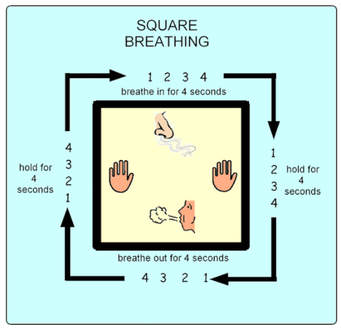 SQUARE
BREATHING
1 2 3 4
breathe in for 4 seconds
1
2
3
4
hold for
4
seconds
breathe out for 4 seconds
4 3 2 1
hold for
4
seconds
4
3
2
1